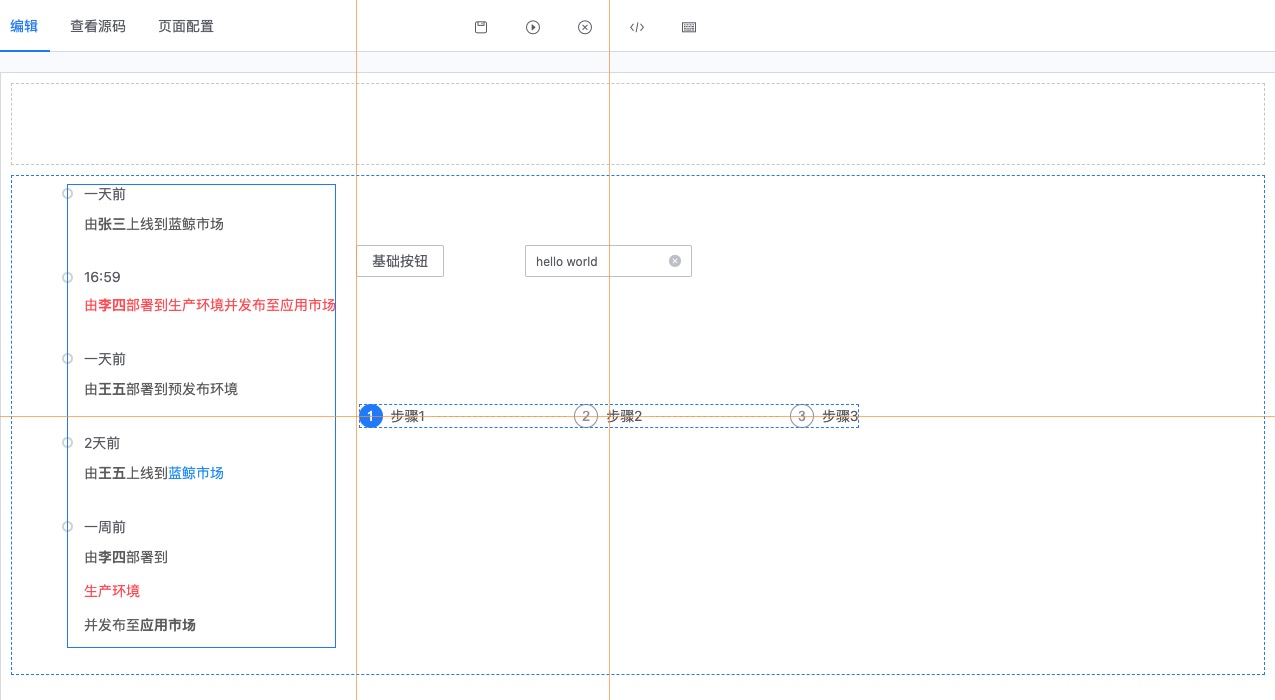 编辑 查看源码 页面配置
一天前
由张三上线到蓝鲸市场
16:59
由李四部署到生产环境并发布至应用市场
一天前
由王五部署到预发布环境
2天前
由王五上线到蓝鲸市场
一周前
由李四部署到
生产环境
并发布至应用市场
基础按钮 hello world
1 步骤1 2 步骤2 3 步骤3